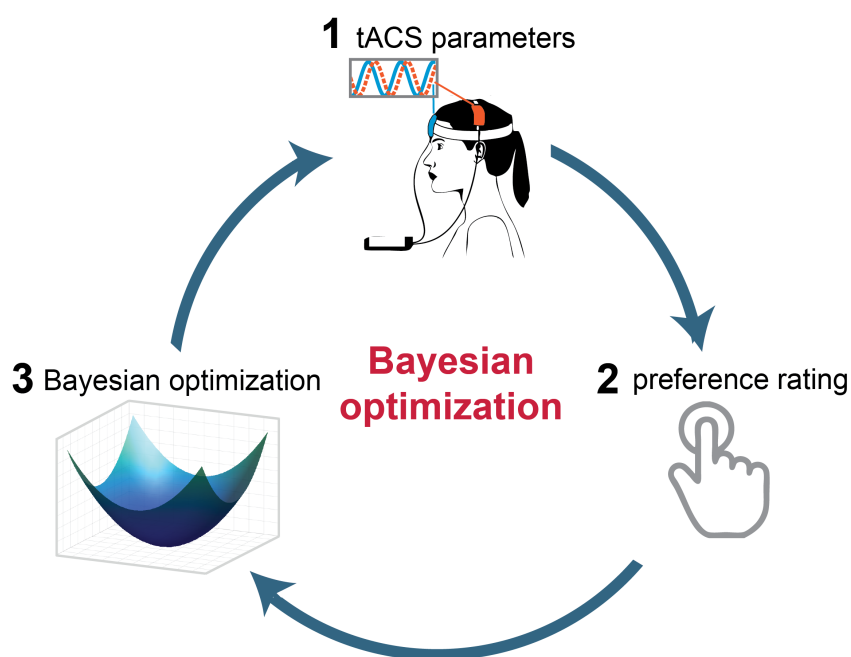 1 tACS parameters
Bayesian
optimization
2 preference rating
3 Bayesian optimization